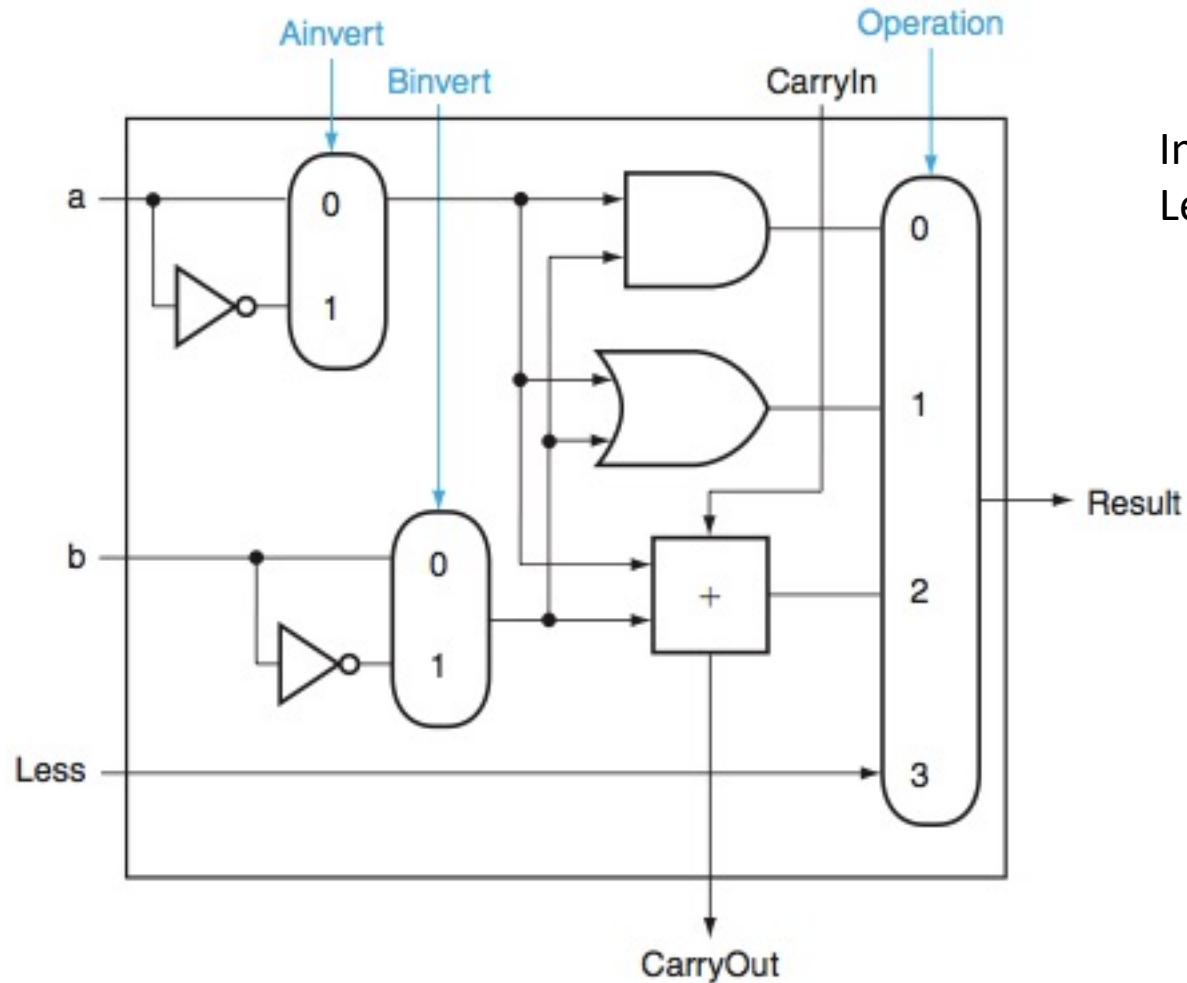 Ainvert
Operation
Binvert
CarryIn
a
0
1
0
1
b
0
1
+
2
Less
3
Result
CarryOut